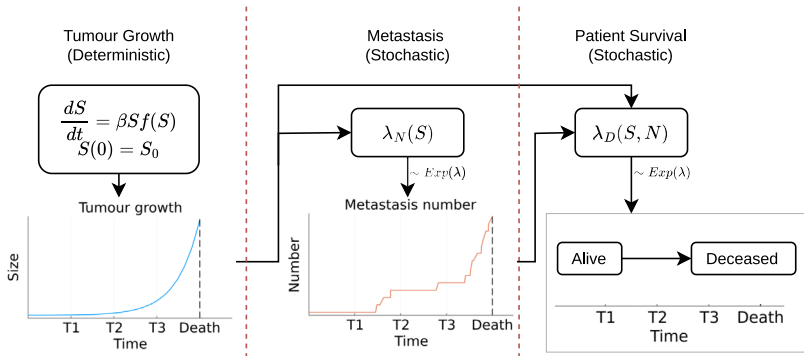 Tumour Growth
(Deterministic)
Metastasis
(Stochastic)
Patient Survival
(Stochastic)
dS/dt = βSf(S)
S(0) = S₀
λ_N(S)
λ_D(S, N)
~ Exp(λ)
~ Exp(λ)
Tumour growth
Size
T1 T2 T3 Death
Time
Metastasis number
Number
T1 T2 T3 Death
Time
Alive
Deceased
T1 T2 T3 Death
Time